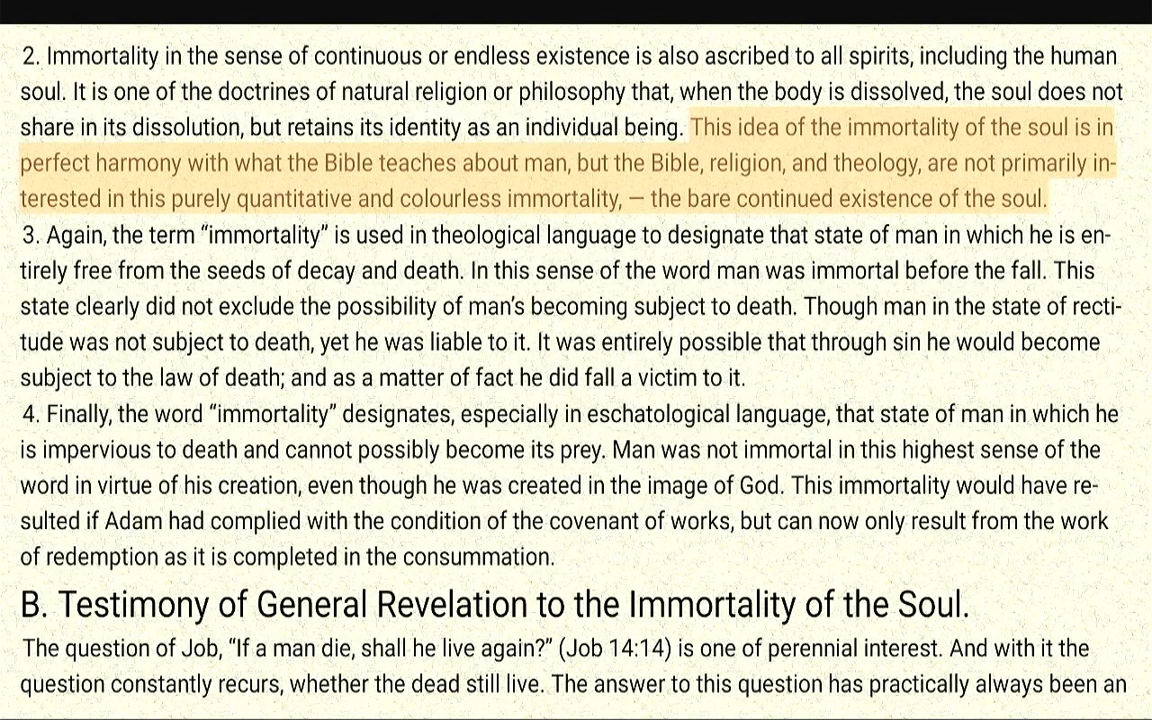 2. Immortality in the sense of continuous or endless existence is also ascribed to all spirits, including the human
soul. It is one of the doctrines of natural religion or philosophy that, when the body is dissolved, the soul does not
share in its dissolution, but retains its identity as an individual being. This idea of the immortality of the soul is in
perfect harmony with what the Bible teaches about man, but the Bible, religion, and theology, are not primarily in-
terested in this purely quantitative and colourless immortality, — the bare continued existence of the soul.
3. Again, the term “immortality” is used in theological language to designate that state of man in which he is en-
tirely free from the seeds of decay and death. In this sense of the word man was immortal before the fall. This
state clearly did not exclude the possibility of man’s becoming subject to death. Though man in the state of recti-
tude was not subject to death, yet he was liable to it. It was entirely possible that through sin he would become
subject to the law of death; and as a matter of fact he did fall a victim to it.
4. Finally, the word “immortality” designates, especially in eschatological language, that state of man in which he
is impervious to death and cannot possibly become its prey. Man was not immortal in this highest sense of the
word in virtue of his creation, even though he was created in the image of God. This immortality would have re-
sulted if Adam had complied with the condition of the covenant of works, but can now only result from the work
of redemption as it is completed in the consummation.
B. Testimony of General Revelation to the Immortality of the Soul.
The question of Job, “If a man die, shall he live again?” (Job 14:14) is one of perennial interest. And with it the
question constantly recurs, whether the dead still live. The answer to this question has practically always been an